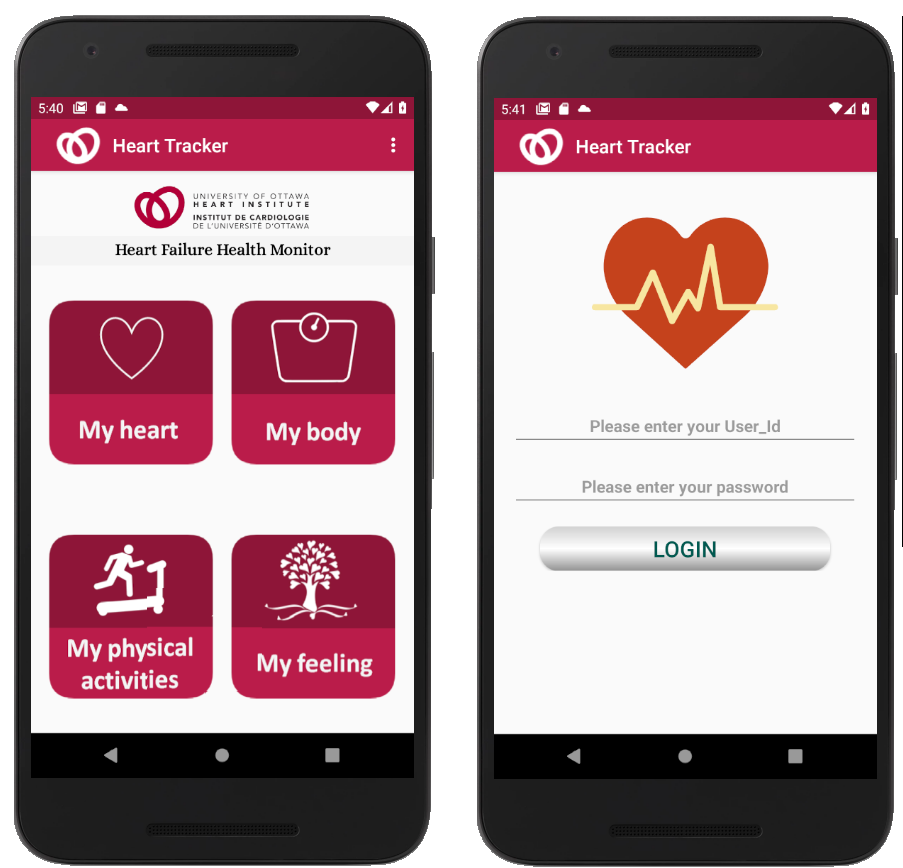 5:40
Heart Tracker
UNIVERSITY OF OTTAWA
HEART INSTITUTE
INSTITUT DE CARDIOLOGIE
DE L'UNIVERSITÉ D'OTTAWA
Heart Failure Health Monitor
My heart
My body
My physical
activities
My feeling
5:41
Heart Tracker
Please enter your User_Id
Please enter your password
LOGIN